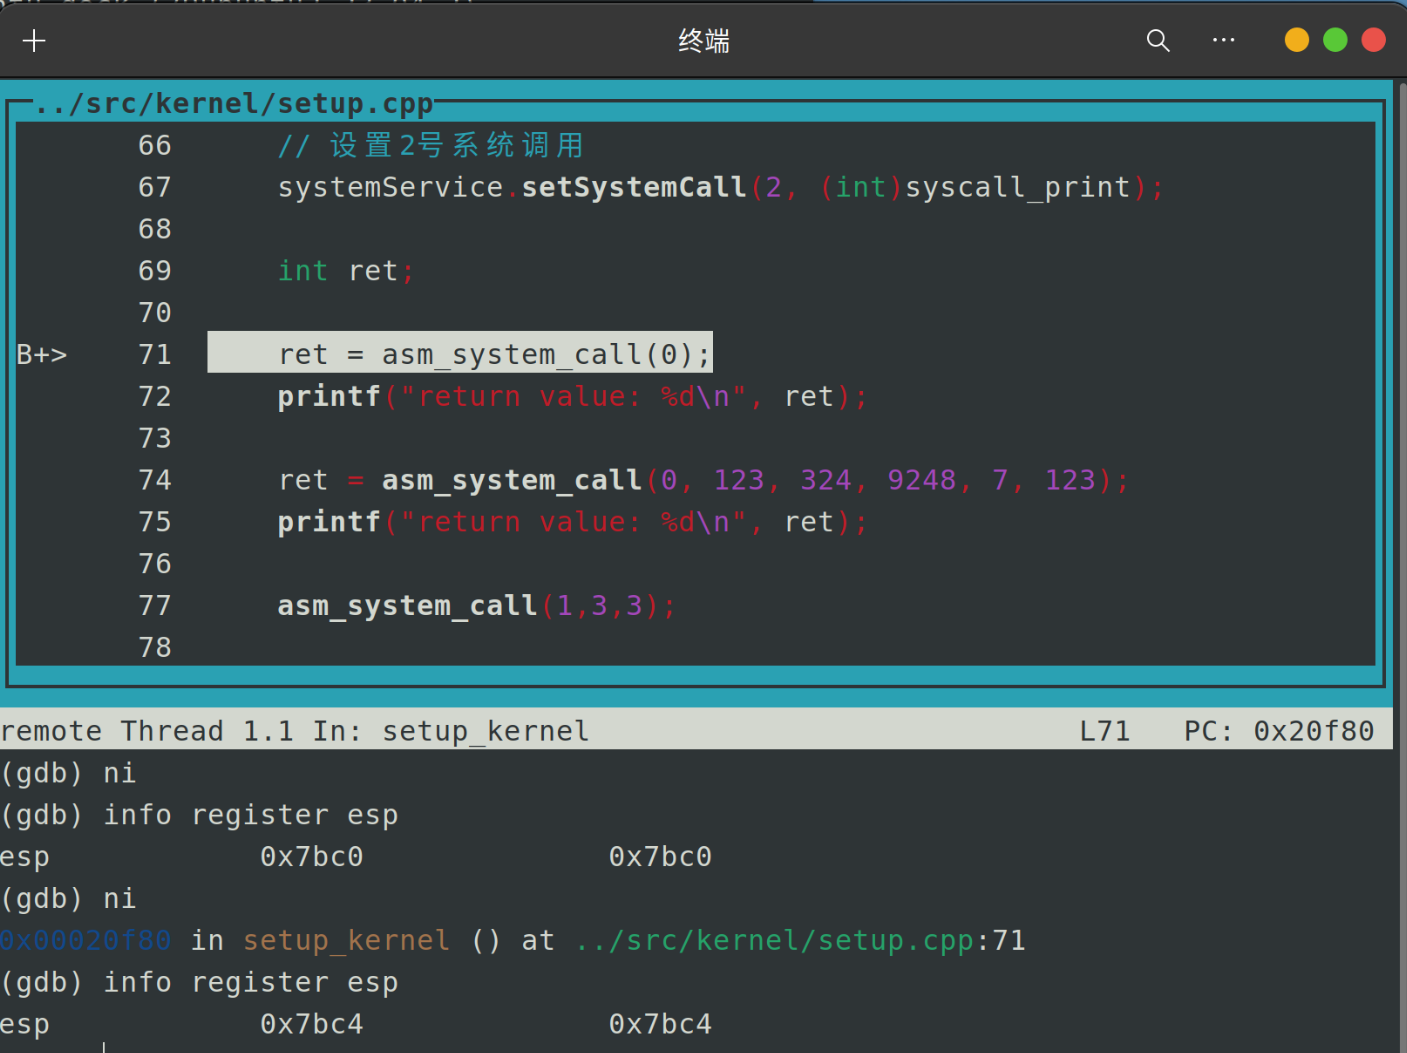 终端
../src/kernel/setup.cpp
66 // 设置2号系统调用
67 systemService.setSystemCall(2, (int)syscall_print);
68
69 int ret;
70
B+> 71 ret = asm_system_call(0);
72 printf("return value: %d\n", ret);
73
74 ret = asm_system_call(0, 123, 324, 9248, 7, 123);
75 printf("return value: %d\n", ret);
76
77 asm_system_call(1,3,3);
78
remote Thread 1.1 In: setup_kernel L71 PC: 0x20f80
(gdb) ni
(gdb) info register esp
esp 0x7bc0 0x7bc0
(gdb) ni
0x00020f80 in setup_kernel () at ../src/kernel/setup.cpp:71
(gdb) info register esp
esp 0x7bc4 0x7bc4